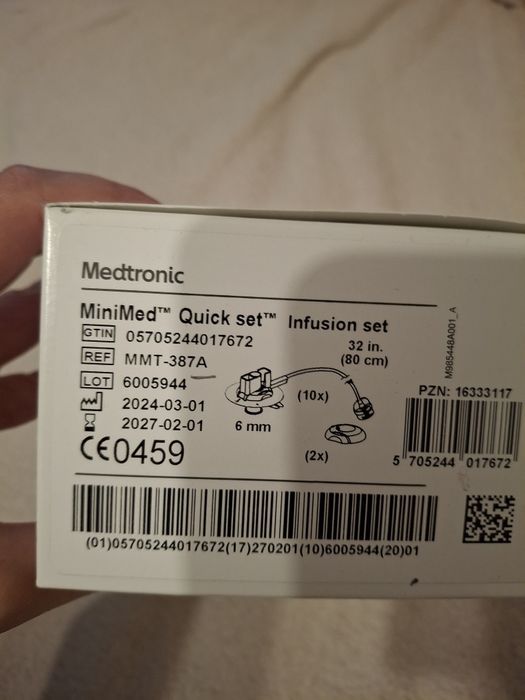 Medtronic
MiniMed™ Quick set™ Infusion set
GTIN 05705244017672
32 in.
(80 cm)
REF MMT-387A
LOT 6005944
(10x)
2024-03-01
2027-02-01
6 mm
(2x)
CE0459
M985448A001_A
PZN: 16333117
5 705244 017672
(01)05705244017672(17)270201(10)6005944(20)01